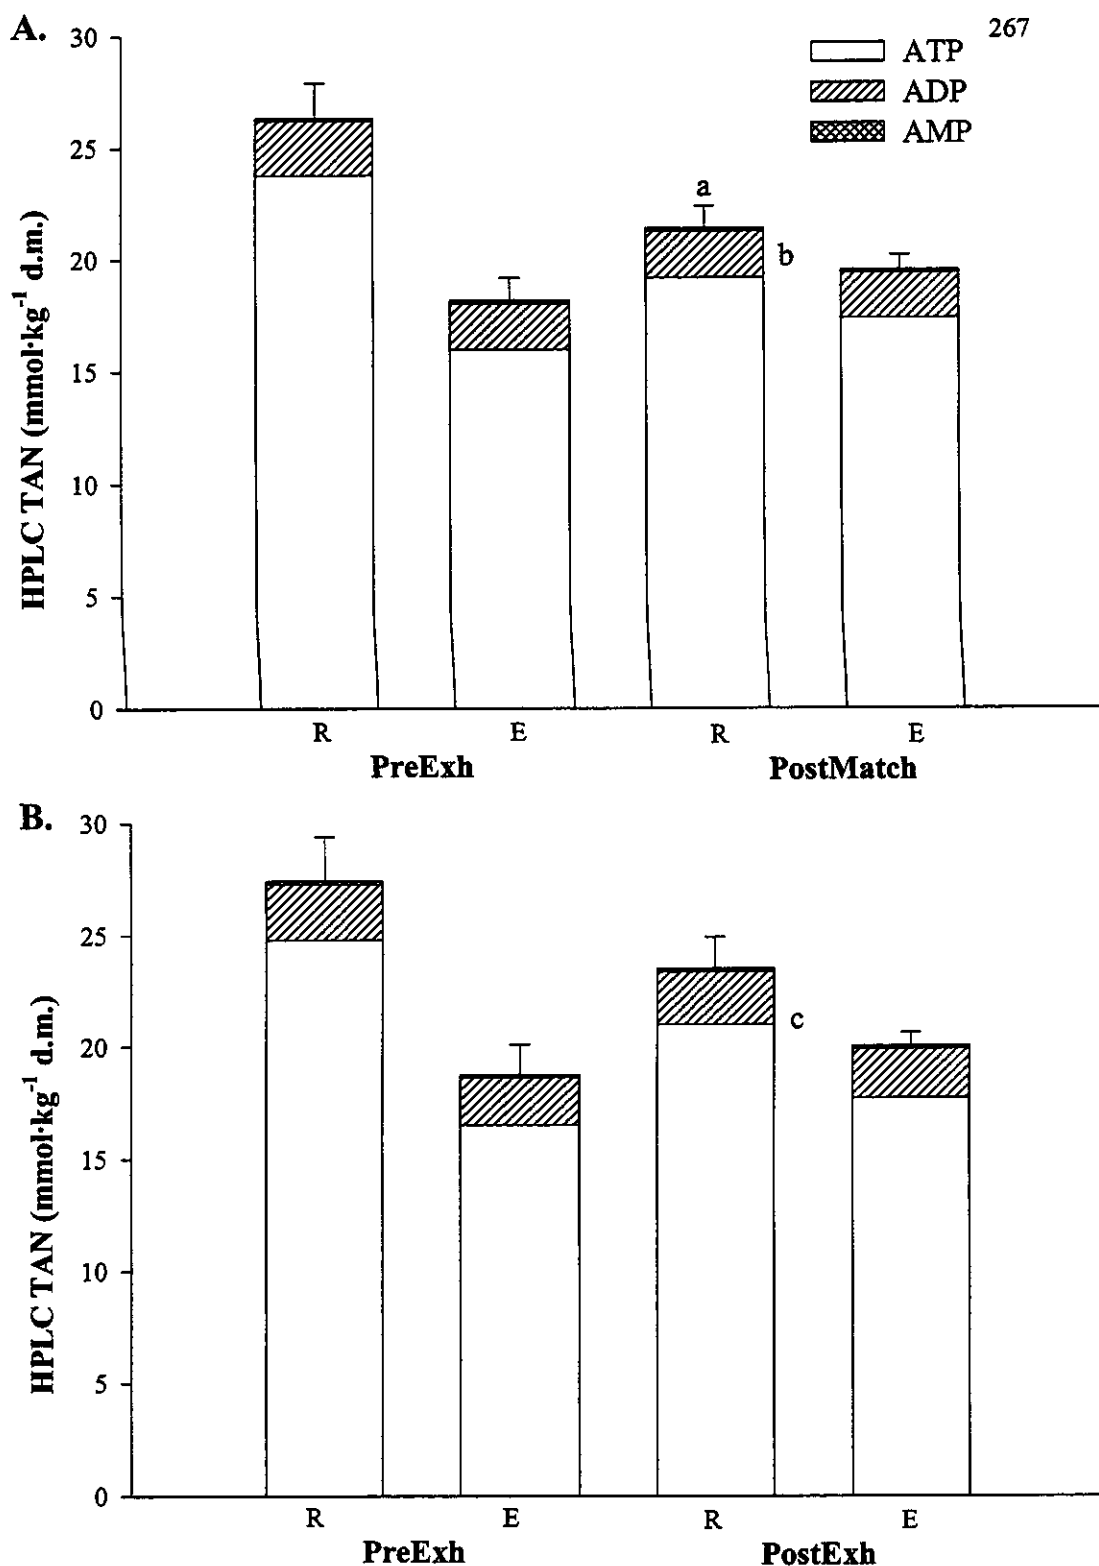 267
A.
HPLC TAN (mmol·kg⁻¹ d.m.)
30
25
20
15
10
5
0
ATP
ADP
AMP
a
b
R E R E
PreExh PostMatch
B.
HPLC TAN (mmol·kg⁻¹ d.m.)
30
25
20
15
10
5
0
c
R E R E
PreExh PostExh